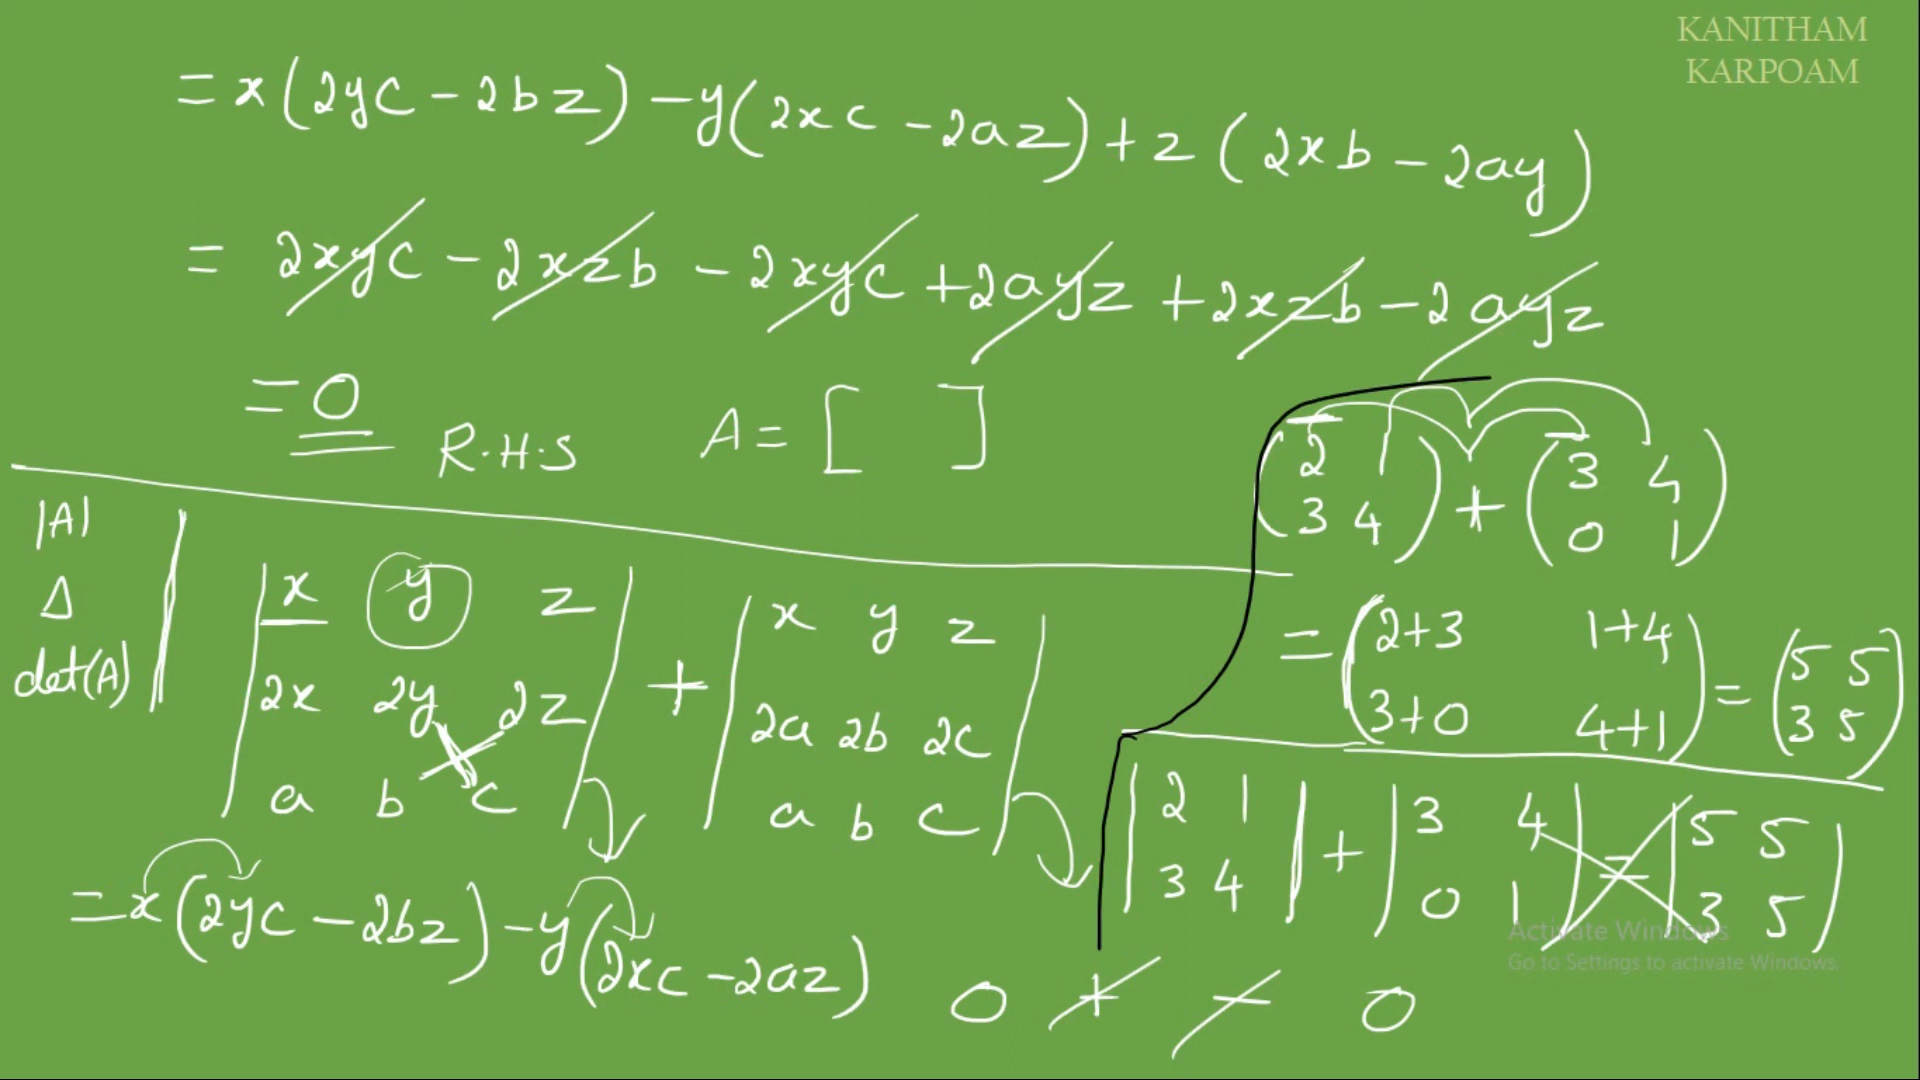 KANITHAM
KARPOAM
= x(2yc - 2bz) - y(2xc - 2az) + z(2xb - 2ay)
= 2xyc - 2xzb - 2xyc + 2ayz + 2xzb - 2ayz
= 0
R.H.S A = [ ]
(2 1) + (3 4)
(3 4) (0 1)
= (2+3 1+4) = (5 5)
(3+0 4+1) (3 5)
|A|
Δ
det(A)
|x y z| + |x y z|
|2x 2y 2z| |2a 2b 2c|
|a b c| |a b c|
= x(2yc - 2bz) - y(2xc - 2az)
|2 1| + |3 4| = |5 5|
|3 4| |0 1| |3 5|
0 + - 0
Activate Windows
Go to Settings to activate Windows.